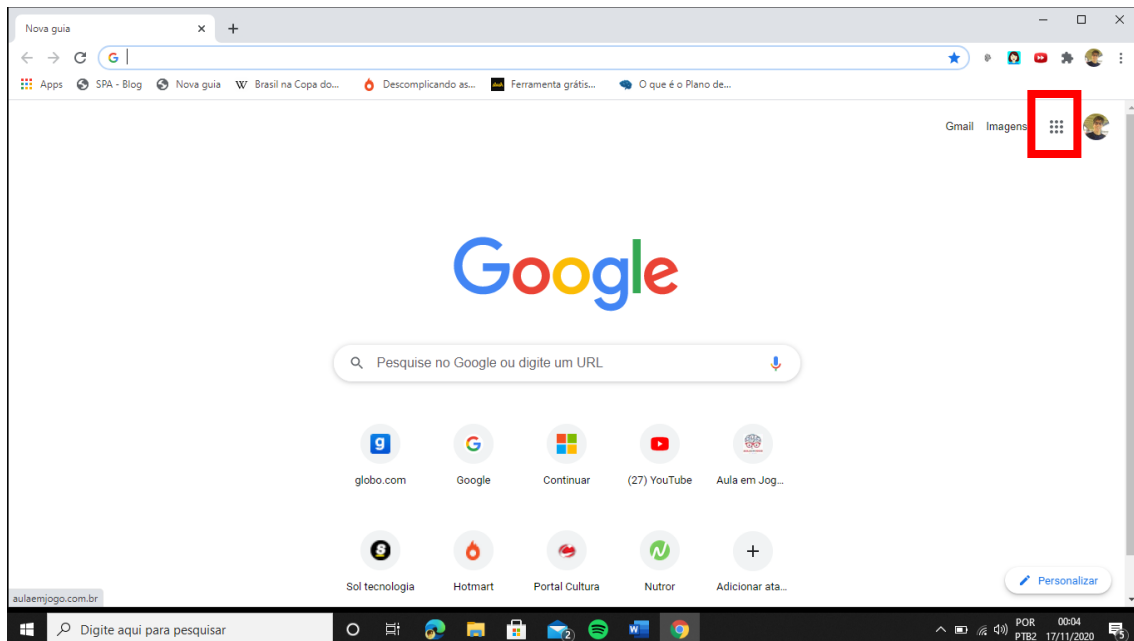 Nova guia
Apps SPA - Blog Nova guia Brasil na Copa do... Descomplicando as... Ferramenta grátis... O que é o Plano de...
Gmail Imagens
Google
Pesquise no Google ou digite um URL
globo.com Google Continuar (27) YouTube Aula em Jog...
Sol tecnologia Hotmart Portal Cultura Nutror Adicionar ata...
Personalizar
aulaemjogo.com.br
Digite aqui para pesquisar
POR 00:04
PTB2 17/11/2020